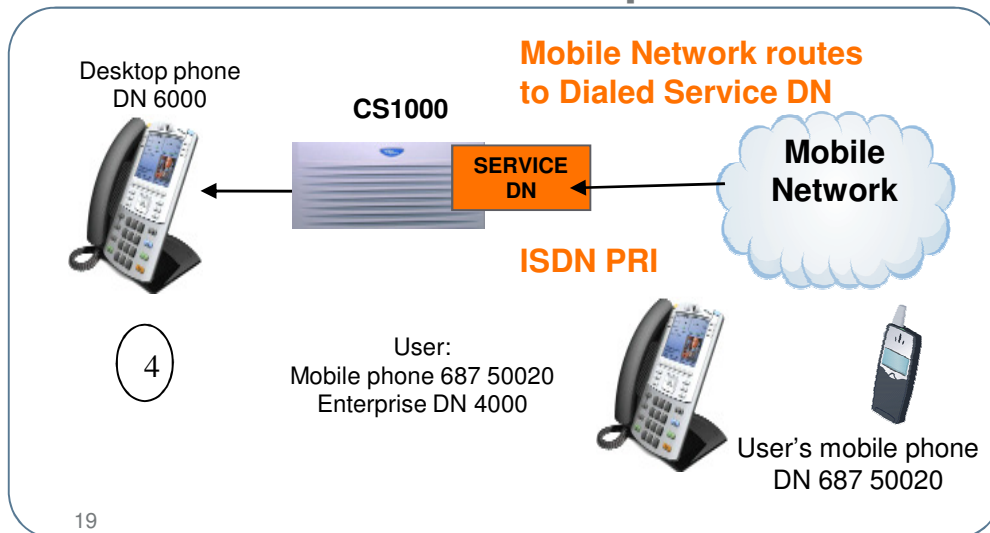 Mobile Network routes
to Dialed Service DN
Desktop phone
DN 6000
CS1000
SERVICE
DN
Mobile
Network
ISDN PRI
4
User:
Mobile phone 687 50020
Enterprise DN 4000
User's mobile phone
DN 687 50020
19